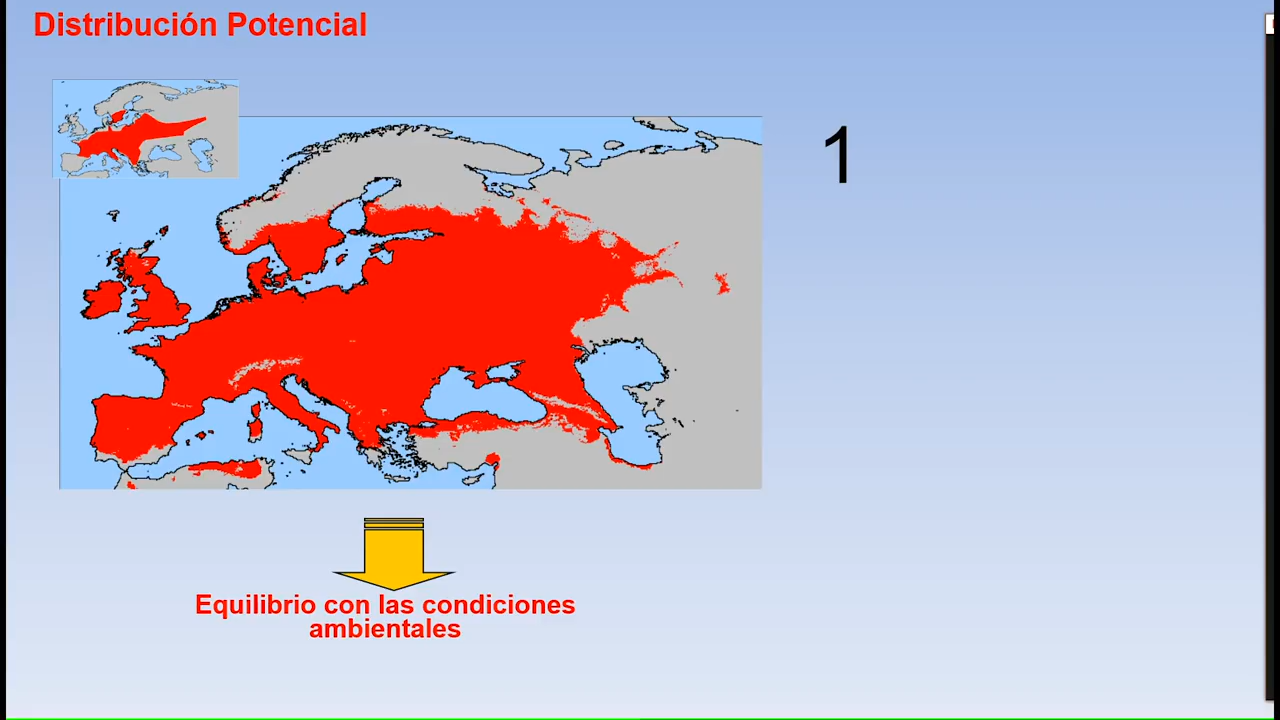 Distribución Potencial
1
Equilibrio con las condiciones
ambientales